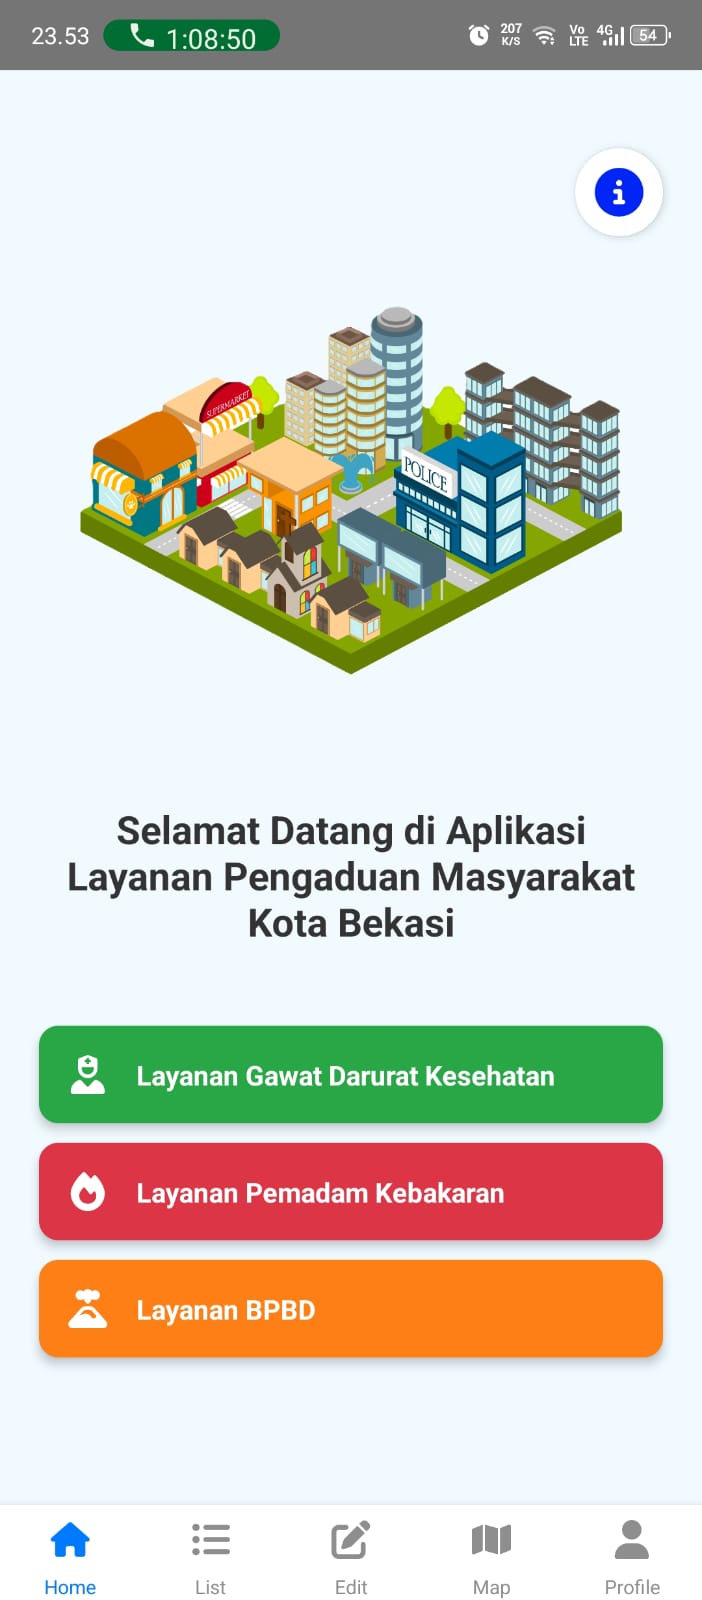 23.53 1:08:50 207 K/S Vo LTE 4G 54
SUPERMARKET
POLICE
Selamat Datang di Aplikasi
Layanan Pengaduan Masyarakat
Kota Bekasi
Layanan Gawat Darurat Kesehatan
Layanan Pemadam Kebakaran
Layanan BPBD
Home List Edit Map Profile